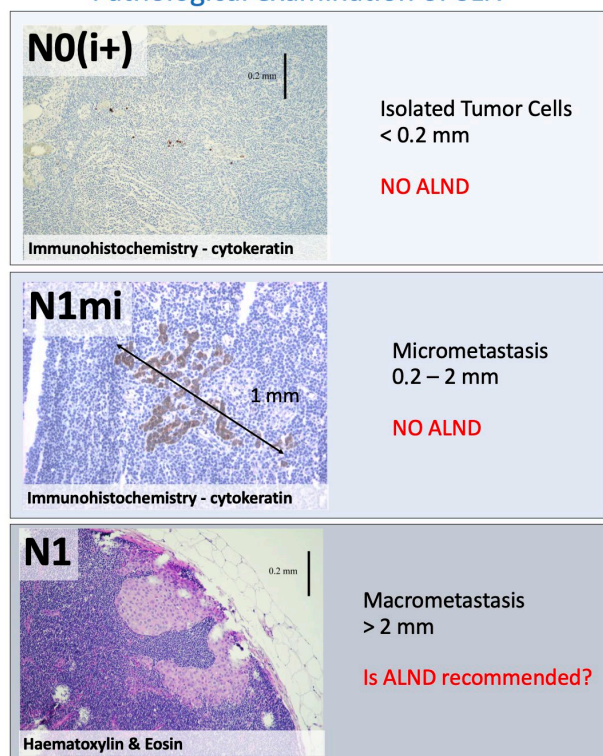 N0(i+)
0.2 mm
Immunohistochemistry - cytokeratin
Isolated Tumor Cells
< 0.2 mm
NO ALND
N1mi
1 mm
Immunohistochemistry - cytokeratin
Micrometastasis
0.2 – 2 mm
NO ALND
N1
0.2 mm
Haematoxylin & Eosin
Macrometastasis
> 2 mm
Is ALND recommended?